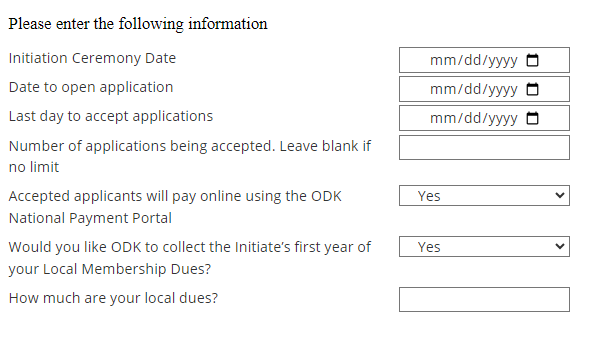 Please enter the following information
Initiation Ceremony Date mm/dd/yyyy
Date to open application mm/dd/yyyy
Last day to accept applications mm/dd/yyyy
Number of applications being accepted. Leave blank if
no limit
Accepted applicants will pay online using the ODK Yes
National Payment Portal
Would you like ODK to collect the Initiate's first year of Yes
your Local Membership Dues?
How much are your local dues?